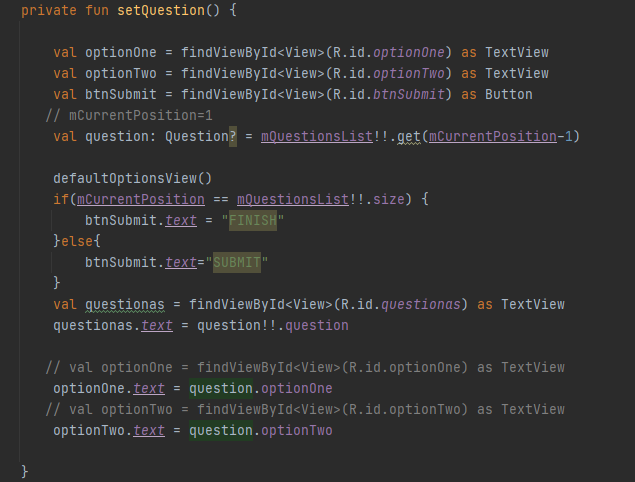 private fun setQuestion() {
val optionOne = findViewById<View>(R.id.optionOne) as TextView
val optionTwo = findViewById<View>(R.id.optionTwo) as TextView
val btnSubmit = findViewById<View>(R.id.btnSubmit) as Button
// mCurrentPosition=1
val question: Question? = mQuestionsList!!.get(mCurrentPosition-1)
defaultOptionsView()
if(mCurrentPosition == mQuestionsList!!.size) {
btnSubmit.text = "FINISH"
}else{
btnSubmit.text="SUBMIT"
}
val questionas = findViewById<View>(R.id.questionas) as TextView
questionas.text = question!!.question
// val optionOne = findViewById<View>(R.id.optionOne) as TextView
optionOne.text = question.optionOne
// val optionTwo = findViewById<View>(R.id.optionTwo) as TextView
optionTwo.text = question.optionTwo
}